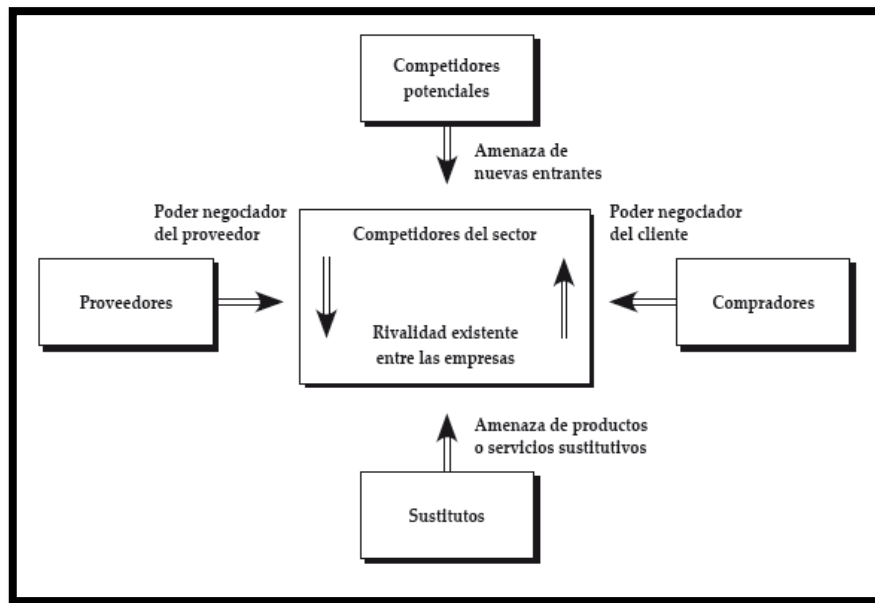 Competidores
potenciales
Amenaza de
nuevas entrantes
Poder negociador
del proveedor
Competidores del sector
Poder negociador
del cliente
Proveedores
Compradores
Rivalidad existente
entre las empresas
Amenaza de productos
o servicios sustitutivos
Sustitutos